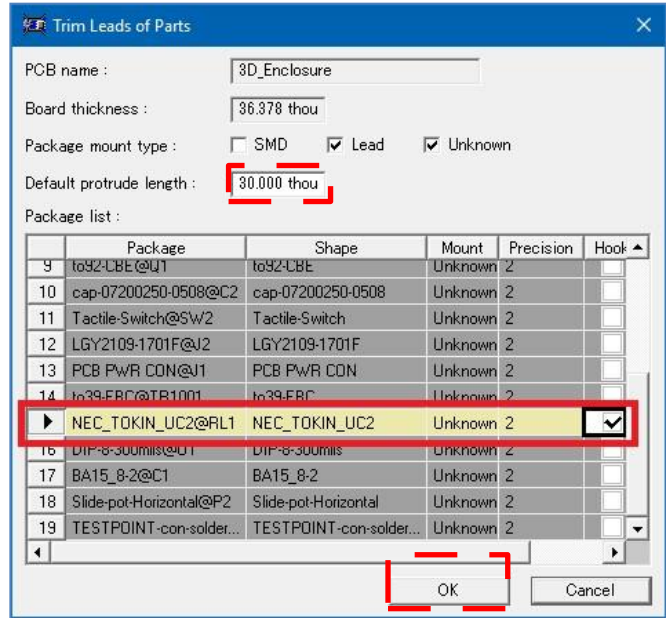 Trim Leads of Parts
PCB name :
3D_Enclosure
Board thickness :
36.378 thou
Package mount type :
SMD
Lead
Unknown
Default protrude length :
30.000 thou
Package list :
Package Shape Mount Precision Hook
9 to92-CBE@Q1 to92-CBE Unknown 2
10 cap-07200250-0508@C2 cap-07200250-0508 Unknown 2
11 Tactile-Switch@SW2 Tactile-Switch Unknown 2
12 LGY2109-1701F@J2 LGY2109-1701F Unknown 2
13 PCB PWR CON@J1 PCB PWR CON Unknown 2
14 to39-EBC@TR1001 to39-EBC Unknown 2
NEC_TOKIN_UC2@RL1 NEC_TOKIN_UC2 Unknown 2
16 DIP-8-300mils@U1 DIP-8-300mils Unknown 2
17 BA15_8-2@C1 BA15_8-2 Unknown 2
18 Slide-pot-Horizontal@P2 Slide-pot-Horizontal Unknown 2
19 TESTPOINT-con-solder... TESTPOINT-con-solder... Unknown 2
OK Cancel